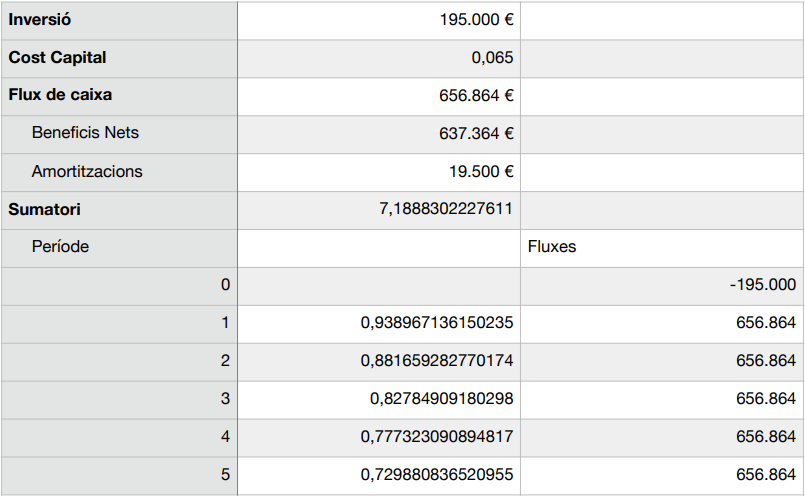 Inversió 195.000 €
Cost Capital 0,065
Flux de caixa 656.864 €
Beneficis Nets 637.364 €
Amortitzacions 19.500 €
Sumatori 7,1888302227611
Període Fluxes
0 -195.000
1 0,938967136150235 656.864
2 0,881659282770174 656.864
3 0,82784909180298 656.864
4 0,777323090894817 656.864
5 0,729880836520955 656.864